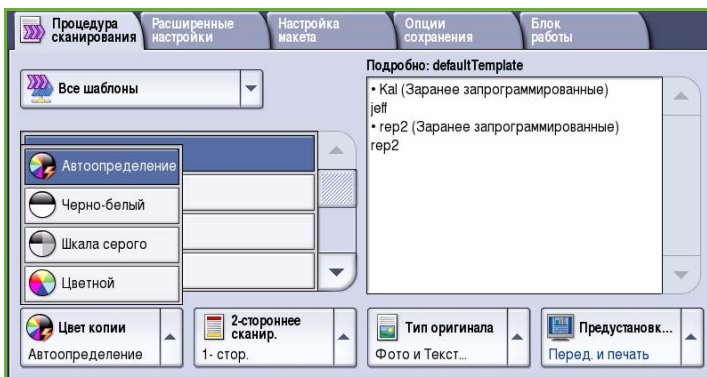 Процедура
сканирования
Расширенные
настройки
Настройка
макета
Опции
сохранения
Блок
работы
Все шаблоны
Подробно: defaultTemplate
• Kal (Заранее запрограммированные)
jeff
• rep2 (Заранее запрограммированные)
rep2
Автоопределение
Черно-белый
Шкала серого
Цветной
Цвет копии
Автоопределение
2-стороннее
сканир.
1- стор.
Тип оригинала
Фото и Текст...
Предустановк...
Перед. и печать